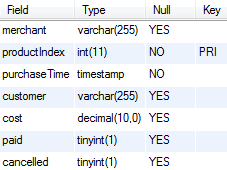 Field Type Null Key
merchant varchar(255) YES
productIndex int(11) NO PRI
purchaseTime timestamp NO
customer varchar(255) YES
cost decimal(10,0) YES
paid tinyint(1) YES
cancelled tinyint(1) YES